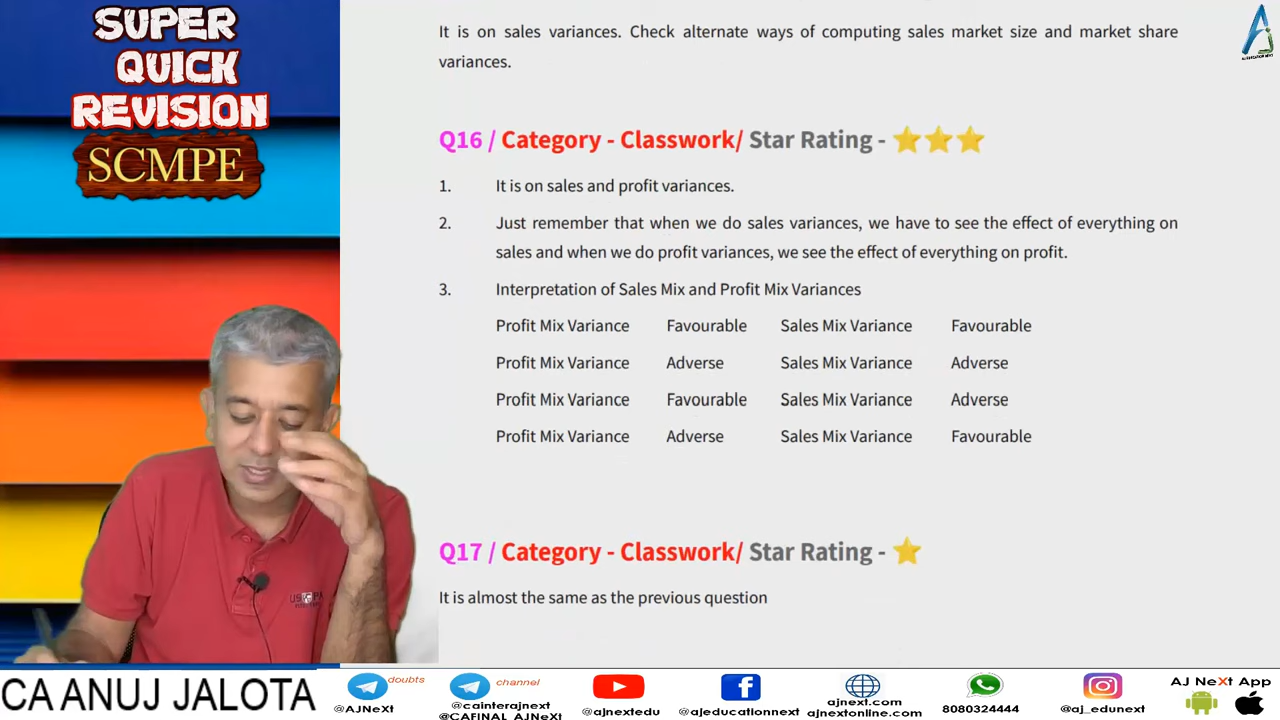 SUPER
QUICK
REVISION
SCMPE
It is on sales variances. Check alternate ways of computing sales market size and market share
variances.
Q16 / Category - Classwork/ Star Rating - ⭐⭐⭐
1. It is on sales and profit variances.
2. Just remember that when we do sales variances, we have to see the effect of everything on
sales and when we do profit variances, we see the effect of everything on profit.
3. Interpretation of Sales Mix and Profit Mix Variances
Profit Mix Variance Favourable Sales Mix Variance Favourable
Profit Mix Variance Adverse Sales Mix Variance Adverse
Profit Mix Variance Favourable Sales Mix Variance Adverse
Profit Mix Variance Adverse Sales Mix Variance Favourable
Q17 / Category - Classwork/ Star Rating - ⭐
It is almost the same as the previous question
CA ANUJ JALOTA
doubts
@AJNeXt
channel
@cainterajnext
@CAFINAL_AJNeXt
@ajnextedu
@ajeducationnext
ajnext.com
ajnextonline.com
8080324444
@aj_edunext
AJ NeXt App